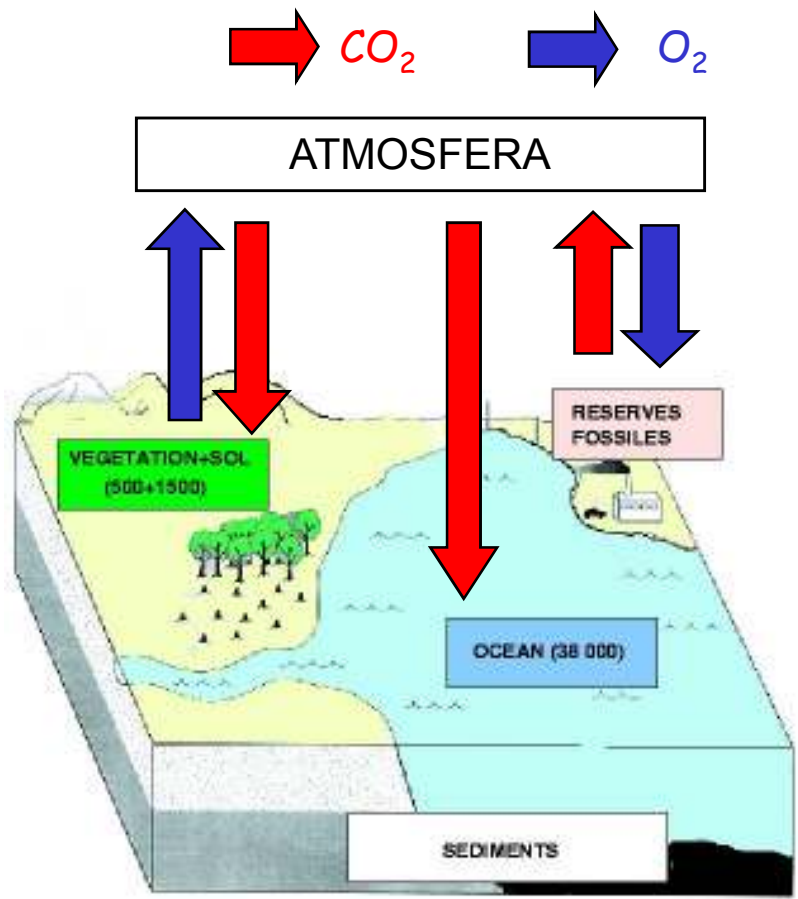 CO₂ O₂
ATMOSFERA
RESERVES
FOSSILES
VEGETATION+SOL
(500+1500)
OCEAN (38 000)
SEDIMENTS